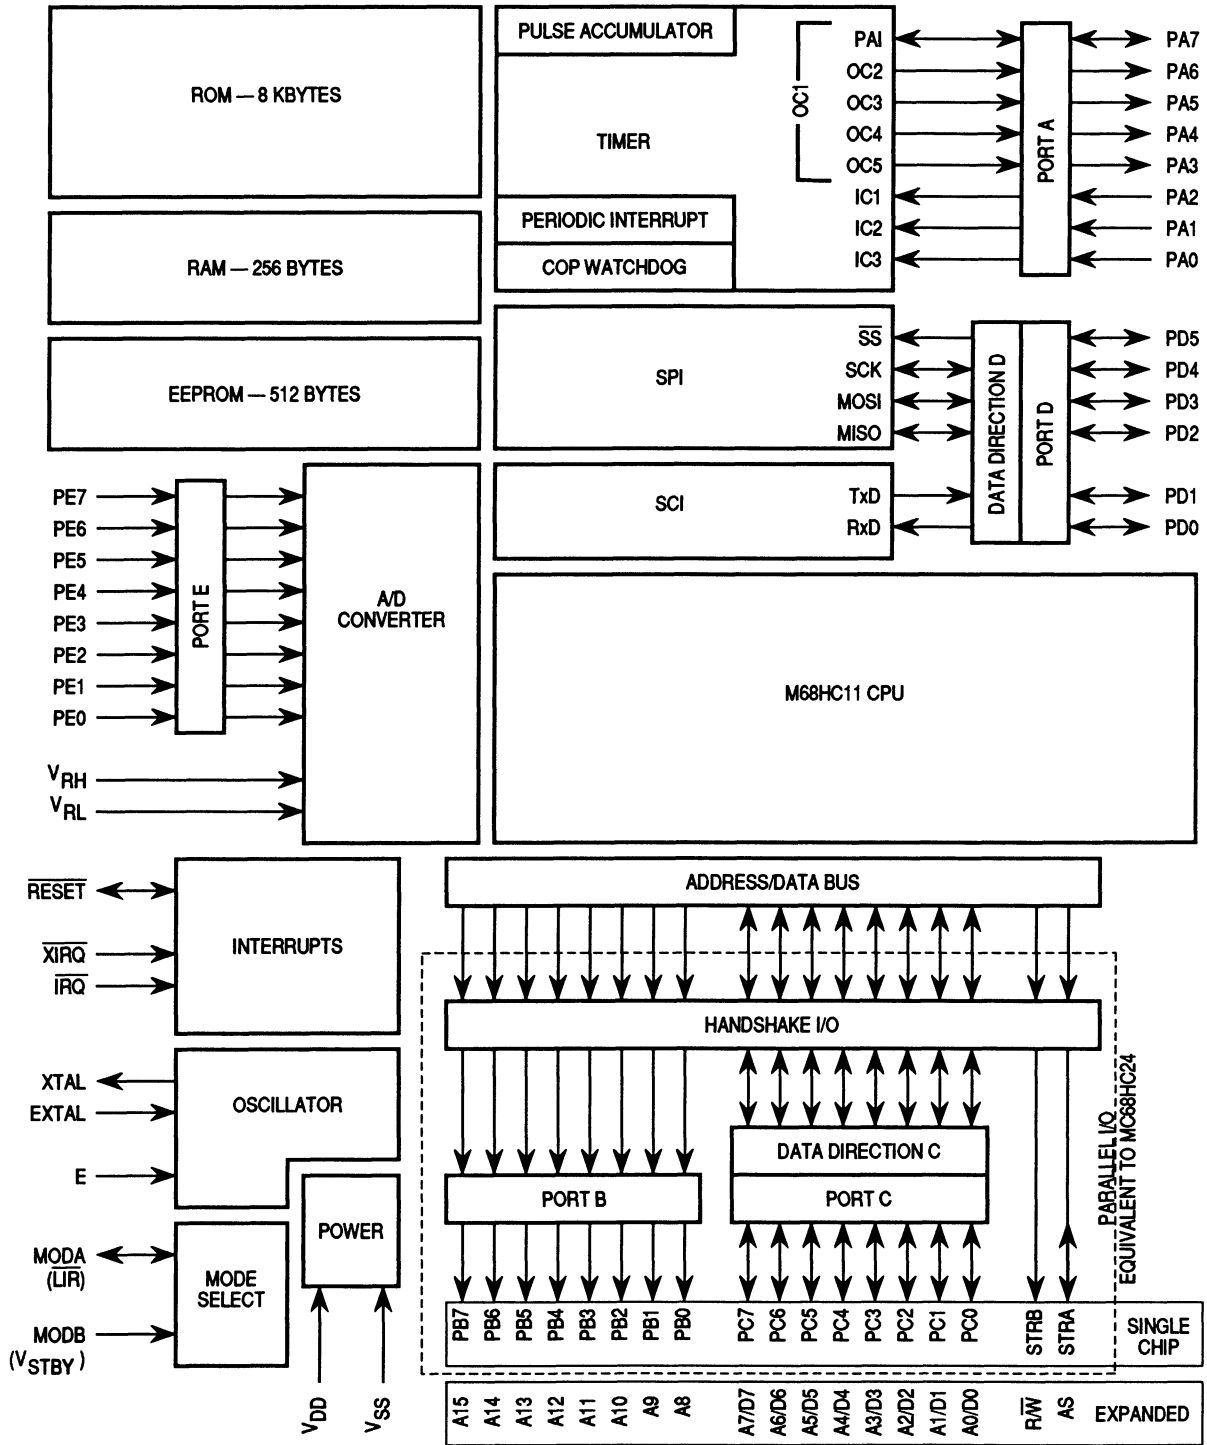 ROM — 8 KBYTES
RAM — 256 BYTES
EEPROM — 512 BYTES
PULSE ACCUMULATOR
TIMER
PERIODIC INTERRUPT
COP WATCHDOG
OC1
PAI
OC2
OC3
OC4
OC5
IC1
IC2
IC3
PORT A
PA7
PA6
PA5
PA4
PA3
PA2
PA1
PA0
SPI
SS
SCK
MOSI
MISO
SCI
TxD
RxD
DATA DIRECTION D
PORT D
PD5
PD4
PD3
PD2
PD1
PD0
PE7
PE6
PE5
PE4
PE3
PE2
PE1
PE0
PORT E
VRH
VRL
A/D
CONVERTER
M68HC11 CPU
RESET
XIRQ
IRQ
INTERRUPTS
XTAL
EXTAL
E
OSCILLATOR
POWER
MODA
(LIR)
MODB
(VSTBY)
MODE
SELECT
VDD
VSS
ADDRESS/DATA BUS
HANDSHAKE I/O
DATA DIRECTION C
PORT B
PORT C
PARALLEL I/O
EQUIVALENT TO MC68HC24
PB7
PB6
PB5
PB4
PB3
PB2
PB1
PB0
PC7
PC6
PC5
PC4
PC3
PC2
PC1
PC0
STRB
STRA
SINGLE
CHIP
A15
A14
A13
A12
A11
A10
A9
A8
A7/D7
A6/D6
A5/D5
A4/D4
A3/D3
A2/D2
A1/D1
A0/D0
R/W
AS
EXPANDED